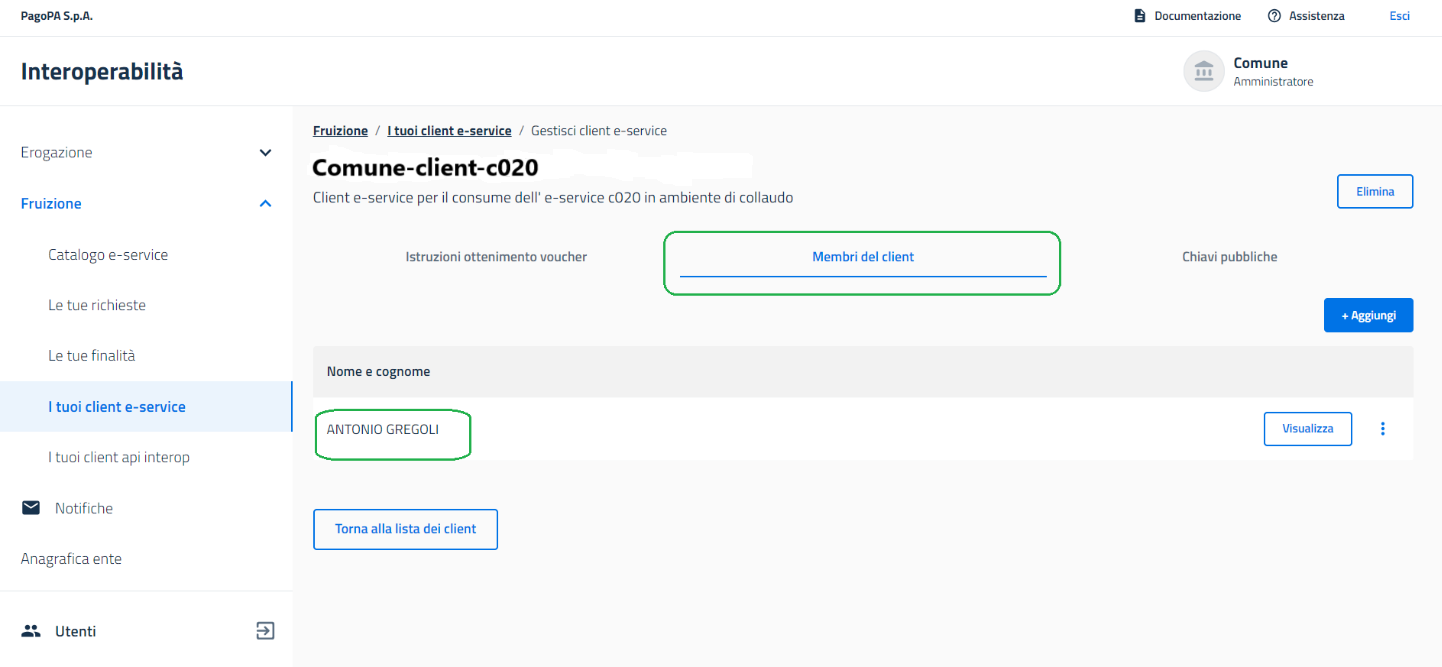 PagoPA S.p.A.
Documentazione
Assistenza
Esci
Interoperabilità
Comune
Amministratore
Erogazione
Fruizione
Catalogo e-service
Le tue richieste
Le tue finalità
I tuoi client e-service
I tuoi client api interop
Notifiche
Anagrafica ente
Utenti
Fruizione / I tuoi client e-service / Gestisci client e-service
Comune-client-c020
Client e-service per il consume dell' e-service c020 in ambiente di collaudo
Elimina
Istruzioni ottenimento voucher
Membri del client
Chiavi pubbliche
+ Aggiungi
Nome e cognome
ANTONIO GREGOLI
Visualizza
Torna alla lista dei client